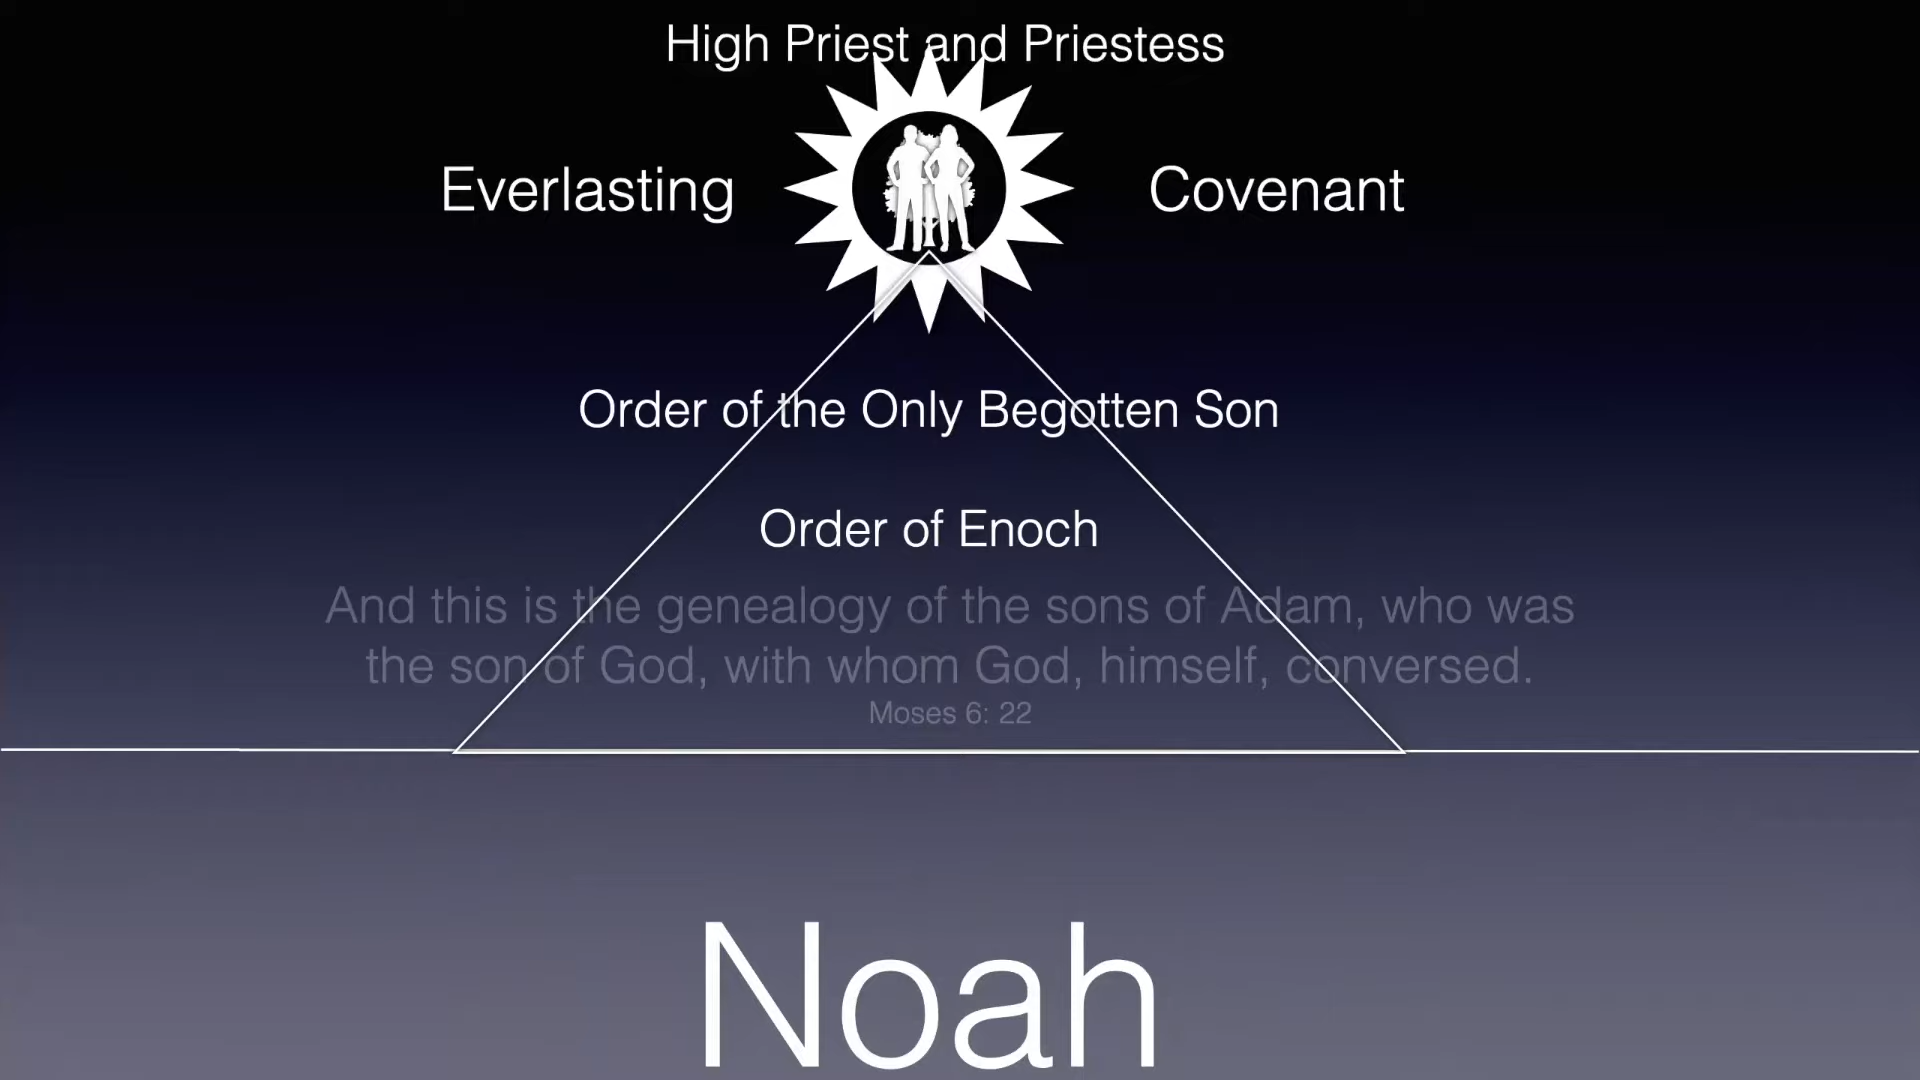 High Priest and Priestess
Everlasting Covenant
Order of the Only Begotten Son
Order of Enoch
And this is the genealogy of the sons of Adam, who was
the son of God, with whom God, himself, conversed.
Moses 6: 22
Noah